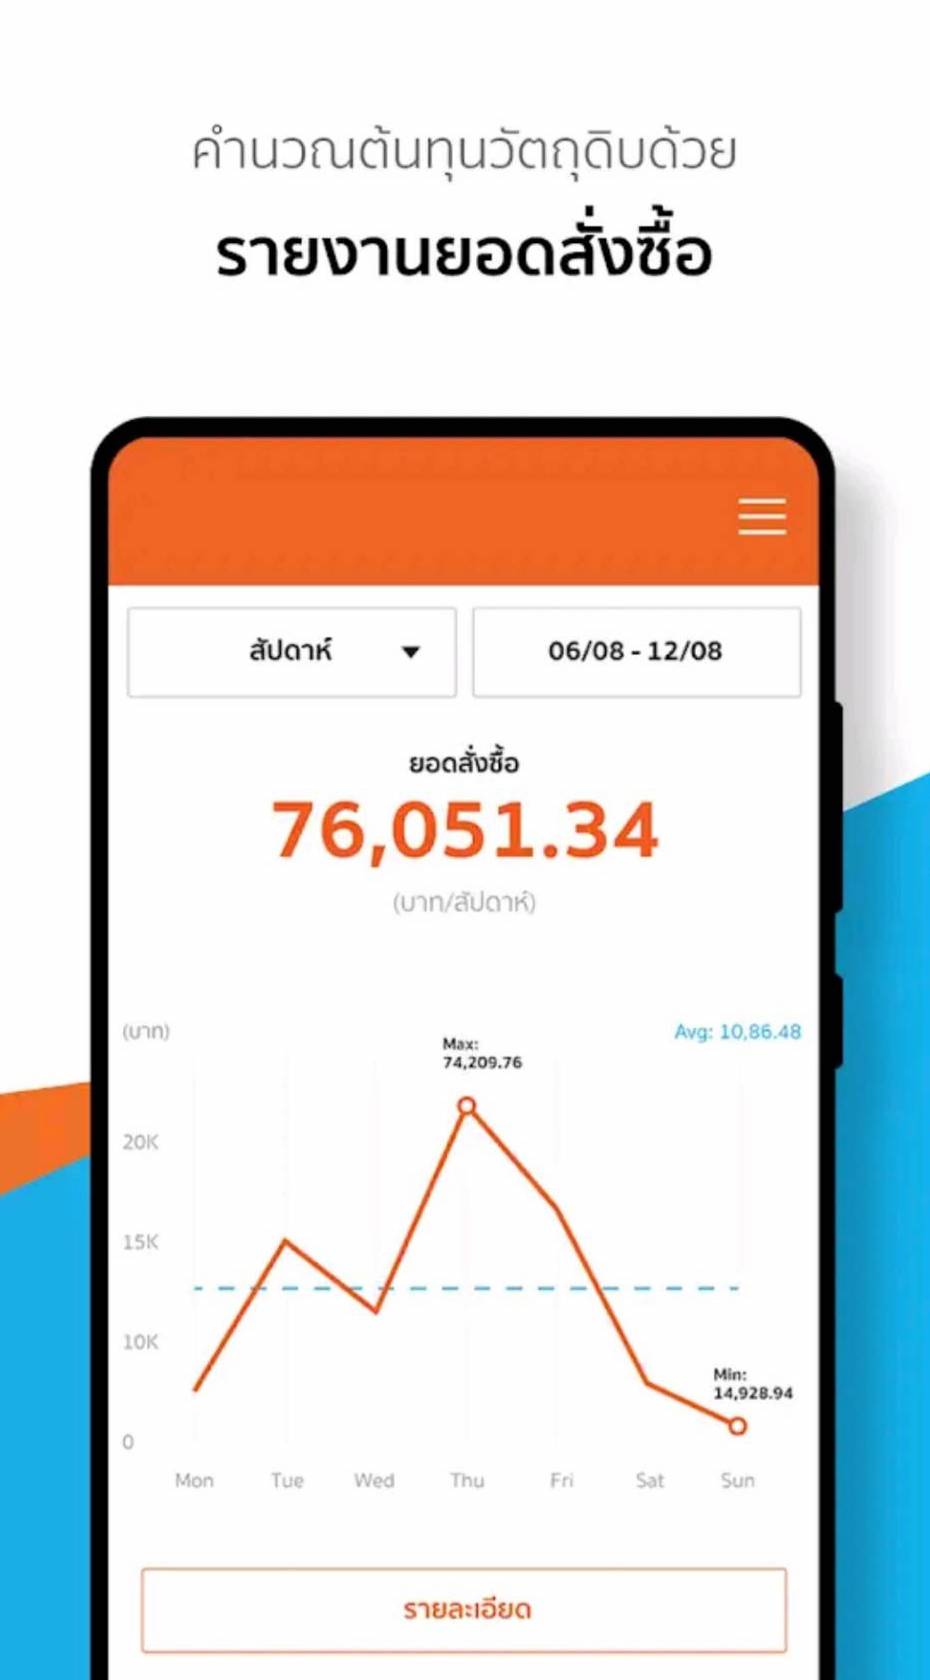 คำนวณต้นทุนวัตถุดิบด้วย
รายงานยอดสั่งซื้อ
สัปดาห์
06/08 - 12/08
ยอดสั่งซื้อ
76,051.34
(บาท/สัปดาห์)
(บาท)
Avg: 10,86.48
Max:
74,209.76
20K
15K
10K
Min:
14,928.94
0
Mon Tue Wed Thu Fri Sat Sun
รายละเอียด